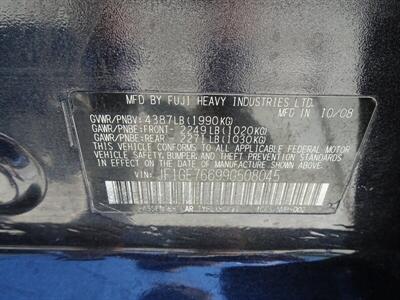 MFD BY FUJI HEAVY INDUSTRIES LTD.
MFD IN 10/08
GWR/PNBV: 4387LB (1990KG)
GAWR/PNBE:FRONT- 2249LB (1020KG)
GAWR/PNBE:REAR 2271LB (1030KG)
THIS VEHICLE CONFORMS TO ALL APPLICABLE FEDERAL MOTOR
VEHICLE SAFETY, BUMPER, AND THEFT PREVENTION STANDARDS
IN EFFECT ON THE DATE OF MANUFACTURE SHOWN ABOVE.
VIN: JF1GE76699G508045